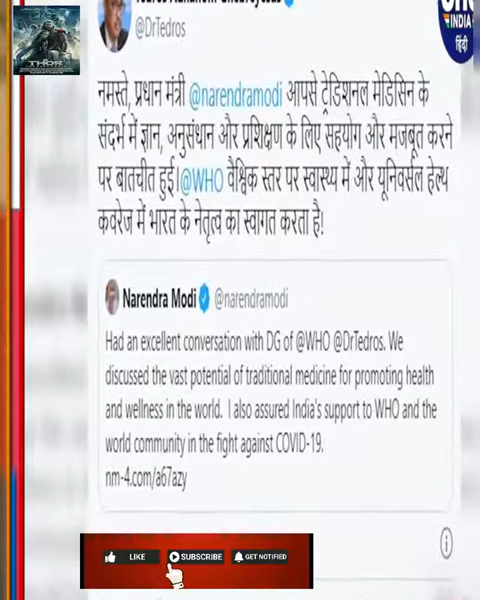 @DrTedros
INDIA
हिंदी
THOR
नमस्ते, प्रधान मंत्री @narendramodi आपसे ट्रेडिशनल मेडिसिन के
संदर्भ में ज्ञान, अनुसंधान और प्रशिक्षण के लिए सहयोग और मजबूत करने
पर बातचीत हुई।@WHO वैश्विक स्तर पर स्वास्थ्य में और यूनिवर्सल हेल्थ
कवरेज में भारत के नेतृत्व का स्वागत करता है!
Narendra Modi @narendramodi
Had an excellent conversation with DG of @WHO @DrTedros. We
discussed the vast potential of traditional medicine for promoting health
and wellness in the world. I also assured India's support to WHO and the
world community in the fight against COVID-19.
nm-4.com/a67azy
LIKE SUBSCRIBE GET NOTIFIED